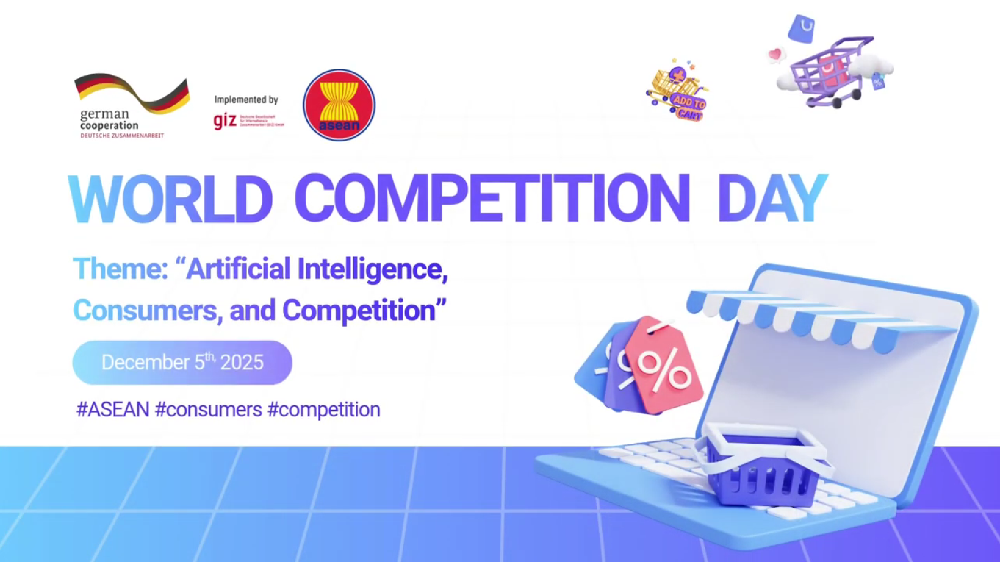 german
cooperation
DEUTSCHE ZUSAMMENARBEIT
Implemented by
giz
Deutsche Gesellschaft
für Internationale
Zusammenarbeit (GIZ) GmbH
asean
ADD TO
CART
%
WORLD COMPETITION DAY
Theme: “Artificial Intelligence,
Consumers, and Competition”
December 5th, 2025
#ASEAN #consumers #competition
%
%